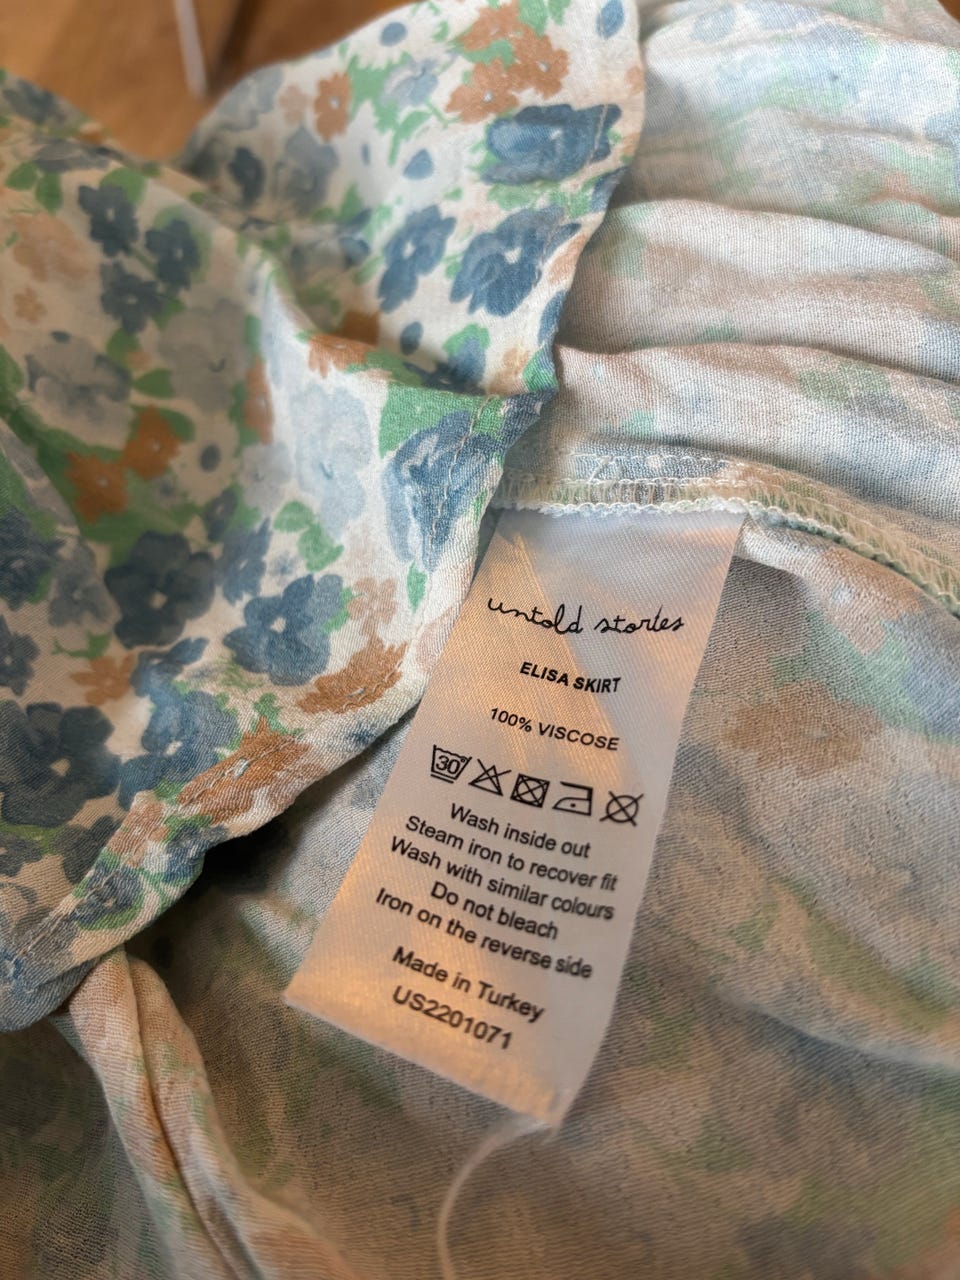 untold stories
ELISA SKIRT
100% VISCOSE
30°
Wash inside out
Steam iron to recover fit
Wash with similar colours
Do not bleach
Iron on the reverse side
Made in Turkey
US2201071